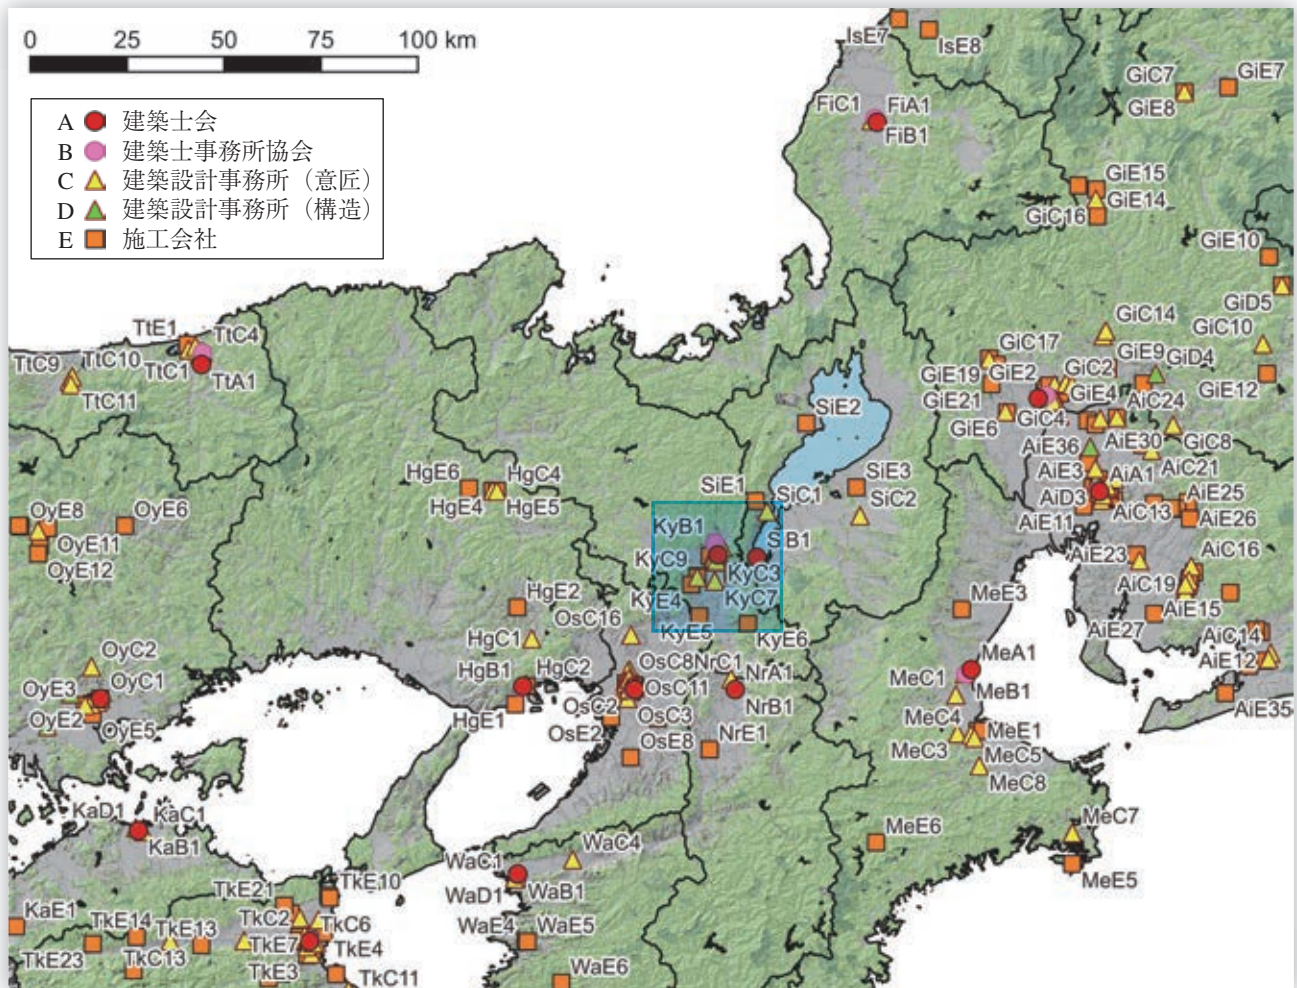 0 25 50 75 100 km
A 建築士会
B 建築士事務所協会
C 建築設計事務所（意匠）
D 建築設計事務所（構造）
E 施工会社
IsE7
IsE8
GiC7
GiE7
GiE8
FiC1
FiA1
FiB1
GiE15
GiE14
GiC16
GiE10
GiD5
GiC10
GiC14
TtE1
TtC4
TtC9
TtC10
TtC1
TtA1
TtC11
GiC17
GiC2
GiE9
GiD4
GiE19
GiE2
GiE4
GiE12
GiE21
AiC24
GiE6
GiC4
GiC8
SiE2
AiE36
AiE30
AiC21
AiE3
AiA1
HgE6
HgC4
HgE4
HgE5
SiE1
SiC1
SiE3
SiC2
AiD3
AiC13
AiE25
AiE11
AiE26
OyE8
OyE6
OyE11
OyE12
KyB1
SiB1
KyC9
KyC3
KyE4
KyC7
KyE5
KyE6
AiE23
AiC16
AiC19
AiE15
AiE27
AiC14
AiE12
AiE35
HgE2
OsC16
HgC1
MeE3
OyC2
HgB1
HgC2
OsC8
NrC1
NrA1
MeA1
OyE3
OyC1
OsC11
MeC1
MeB1
OyE2
OyE5
HgE1
OsC2
OsC3
NrB1
OsE2
OsE8
NrE1
MeC4
MeE1
MeC3
MeC5
MeC8
KaD1
KaC1
KaB1
MeC7
MeE6
MeE5
WaC1
WaC4
WaD1
WaB1
TkE21
TkE10
KaE1
TkE14
TkE13
TkC2
TkC6
WaE4
WaE5
TkE7
TkE4
TkE23
TkC13
TkE3
TkC11
WaE6